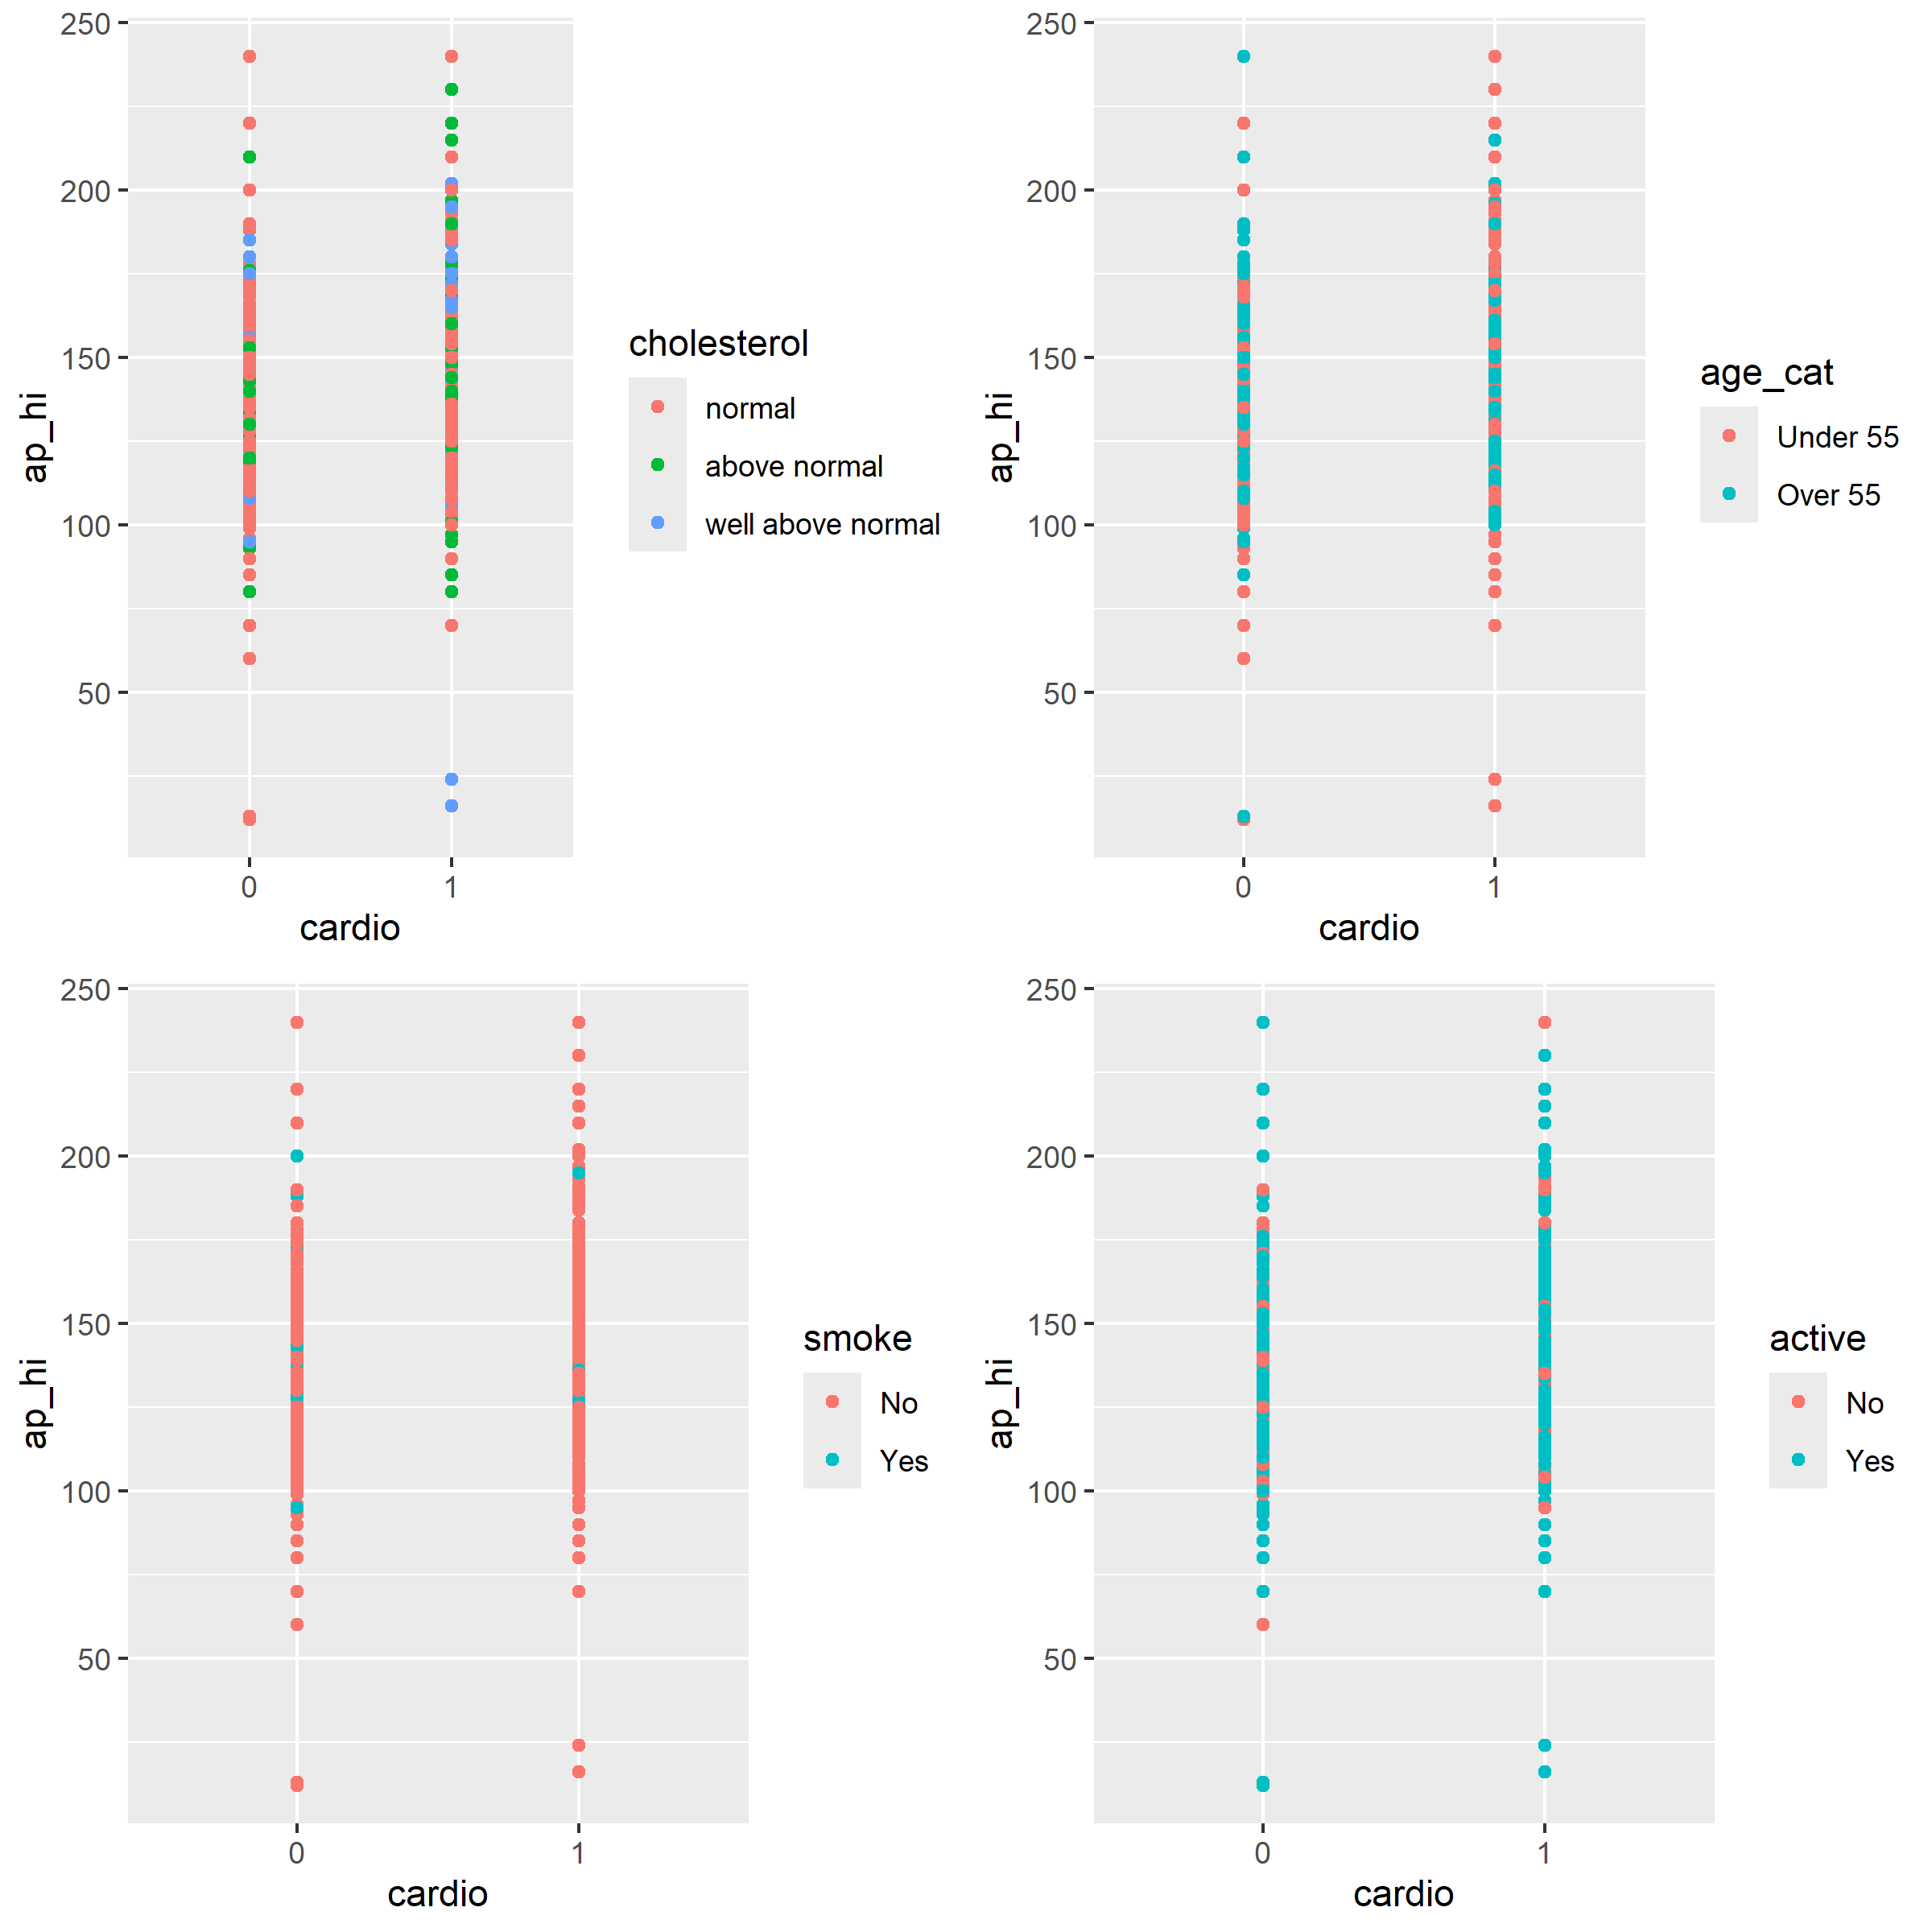 250
200
150
100
50
ap_hi
0 1
cardio
cholesterol
normal
above normal
well above normal
250
200
150
100
50
ap_hi
0 1
cardio
age_cat
Under 55
Over 55
250
200
150
100
50
ap_hi
0 1
cardio
smoke
No
Yes
250
200
150
100
50
ap_hi
0 1
cardio
active
No
Yes